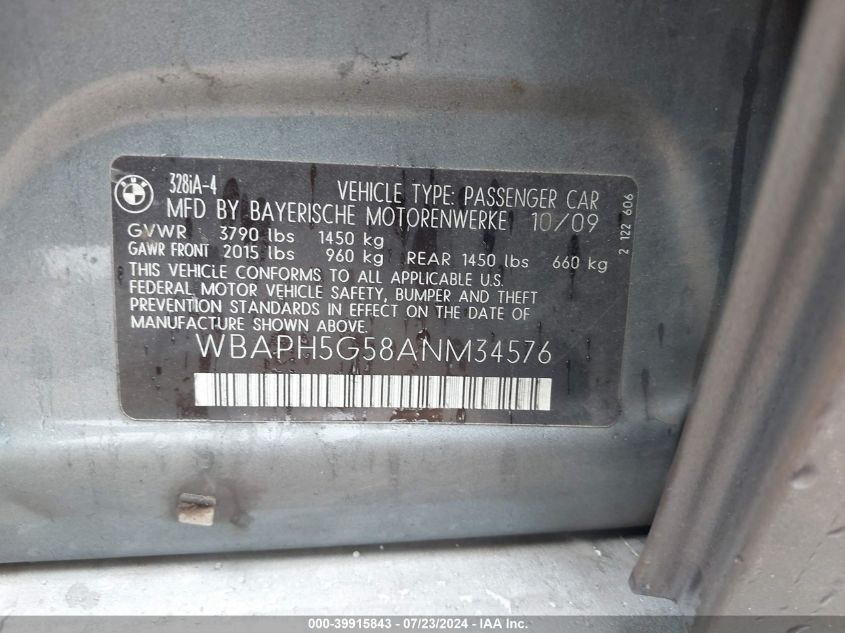 BMW
328iA-4 VEHICLE TYPE: PASSENGER CAR
MFD BY BAYERISCHE MOTORENWERKE 10/09
GVWR 3790 lbs 1450 kg
GAWR FRONT 2015 lbs 960 kg REAR 1450 lbs 660 kg
THIS VEHICLE CONFORMS TO ALL APPLICABLE U.S.
FEDERAL MOTOR VEHICLE SAFETY, BUMPER AND THEFT
PREVENTION STANDARDS IN EFFECT ON THE DATE OF
MANUFACTURE SHOWN ABOVE.
WBAPH5G58ANM34576
2 122 606
000-39915843 / 07/23/2024 - IAAI.com